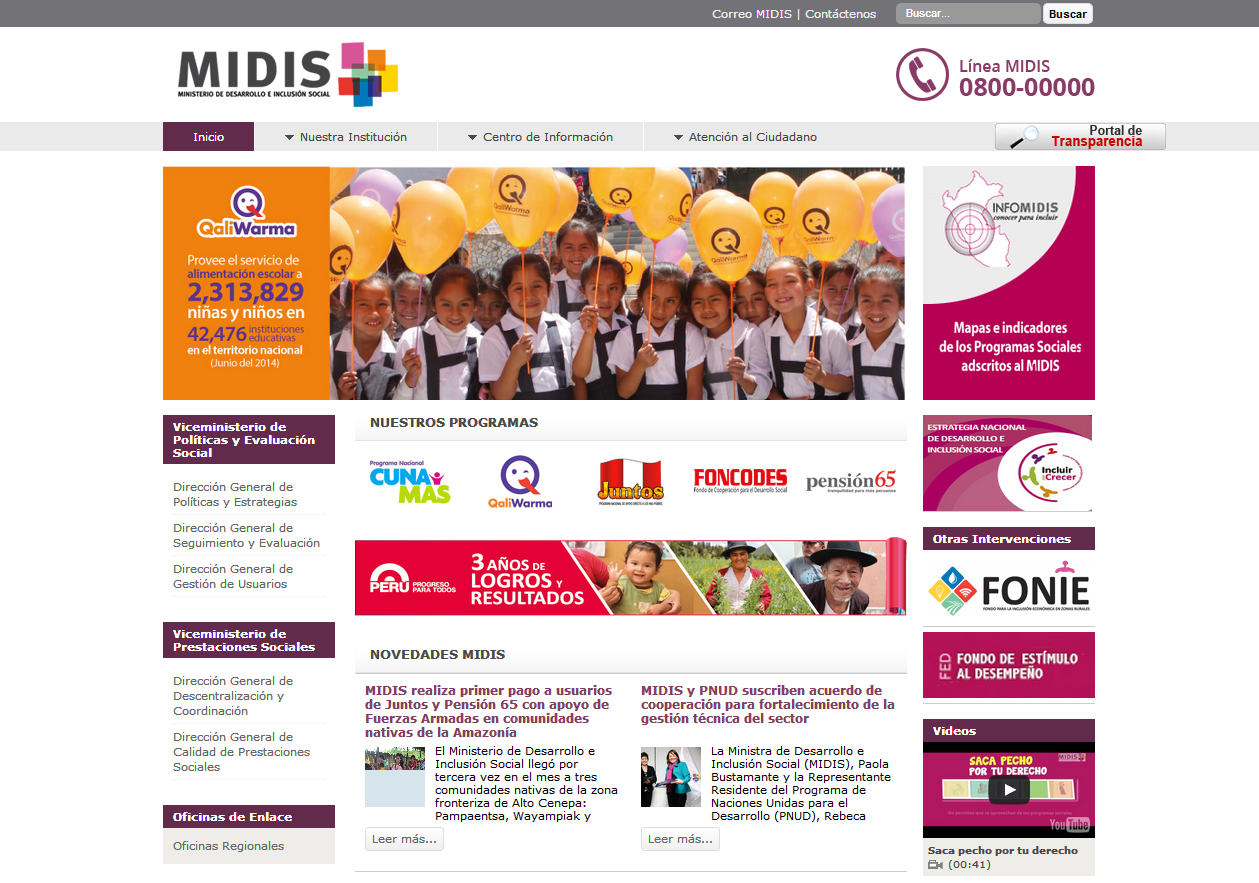 Correo MIDIS | Contáctenos
Buscar...
Buscar
MIDIS
MINISTERIO DE DESARROLLO E INCLUSIÓN SOCIAL
Línea MIDIS
0800-00000
Inicio
Nuestra Institución
Centro de Información
Atención al Ciudadano
Portal de
Transparencia
QaliWarma
Provee el servicio de
alimentación escolar a
2,313,829
niñas y niños en
42,476 instituciones
educativas
en el territorio nacional
(Junio del 2014)
QaliWarma
QaliWarma
QaliWarma
INFOMIDIS
conocer para incluir
Mapas e indicadores
de los Programas Sociales
adscritos al MIDIS
Viceministerio de
Políticas y Evaluación
Social
Dirección General de
Políticas y Estrategias
Dirección General de
Seguimiento y Evaluación
Dirección General de
Gestión de Usuarios
Viceministerio de
Prestaciones Sociales
Dirección General de
Descentralización y
Coordinación
Dirección General de
Calidad de Prestaciones
Sociales
Oficinas de Enlace
Oficinas Regionales
NUESTROS PROGRAMAS
Programa Nacional
CUNA
MÁS
QaliWarma
Juntos
FONCODES
Fondo de Cooperación para el Desarrollo Social
pensión65
tranquilidad para más peruanos
PERÚ PROGRESO
PARA TODOS
3 AÑOS DE
LOGROS Y
RESULTADOS
NOVEDADES MIDIS
MIDIS realiza primer pago a usuarios
de Juntos y Pensión 65 con apoyo de
Fuerzas Armadas en comunidades
nativas de la Amazonía
El Ministerio de Desarrollo e
Inclusión Social llegó por
tercera vez en el mes a tres
comunidades nativas de la zona
fronteriza de Alto Cenepa:
Pampaentsa, Wayampiak y
Leer más...
MIDIS y PNUD suscriben acuerdo de
cooperación para fortalecimiento de la
gestión técnica del sector
La Ministra de Desarrollo e
Inclusión Social (MIDIS), Paola
Bustamante y la Representante
Residente del Programa de
Naciones Unidas para el
Desarrollo (PNUD), Rebeca
Leer más...
ESTRATEGIA NACIONAL
DE DESARROLLO E
INCLUSIÓN SOCIAL
Incluir
para Crecer
Otras Intervenciones
FONIE
FONDO PARA LA INCLUSIÓN ECONÓMICA EN ZONAS RURALES
FED
FONDO DE ESTÍMULO
AL DESEMPEÑO
Videos
SACA PECHO
POR TU DERECHO
MIDIS
YouTube
Saca pecho por tu derecho
(00:41)